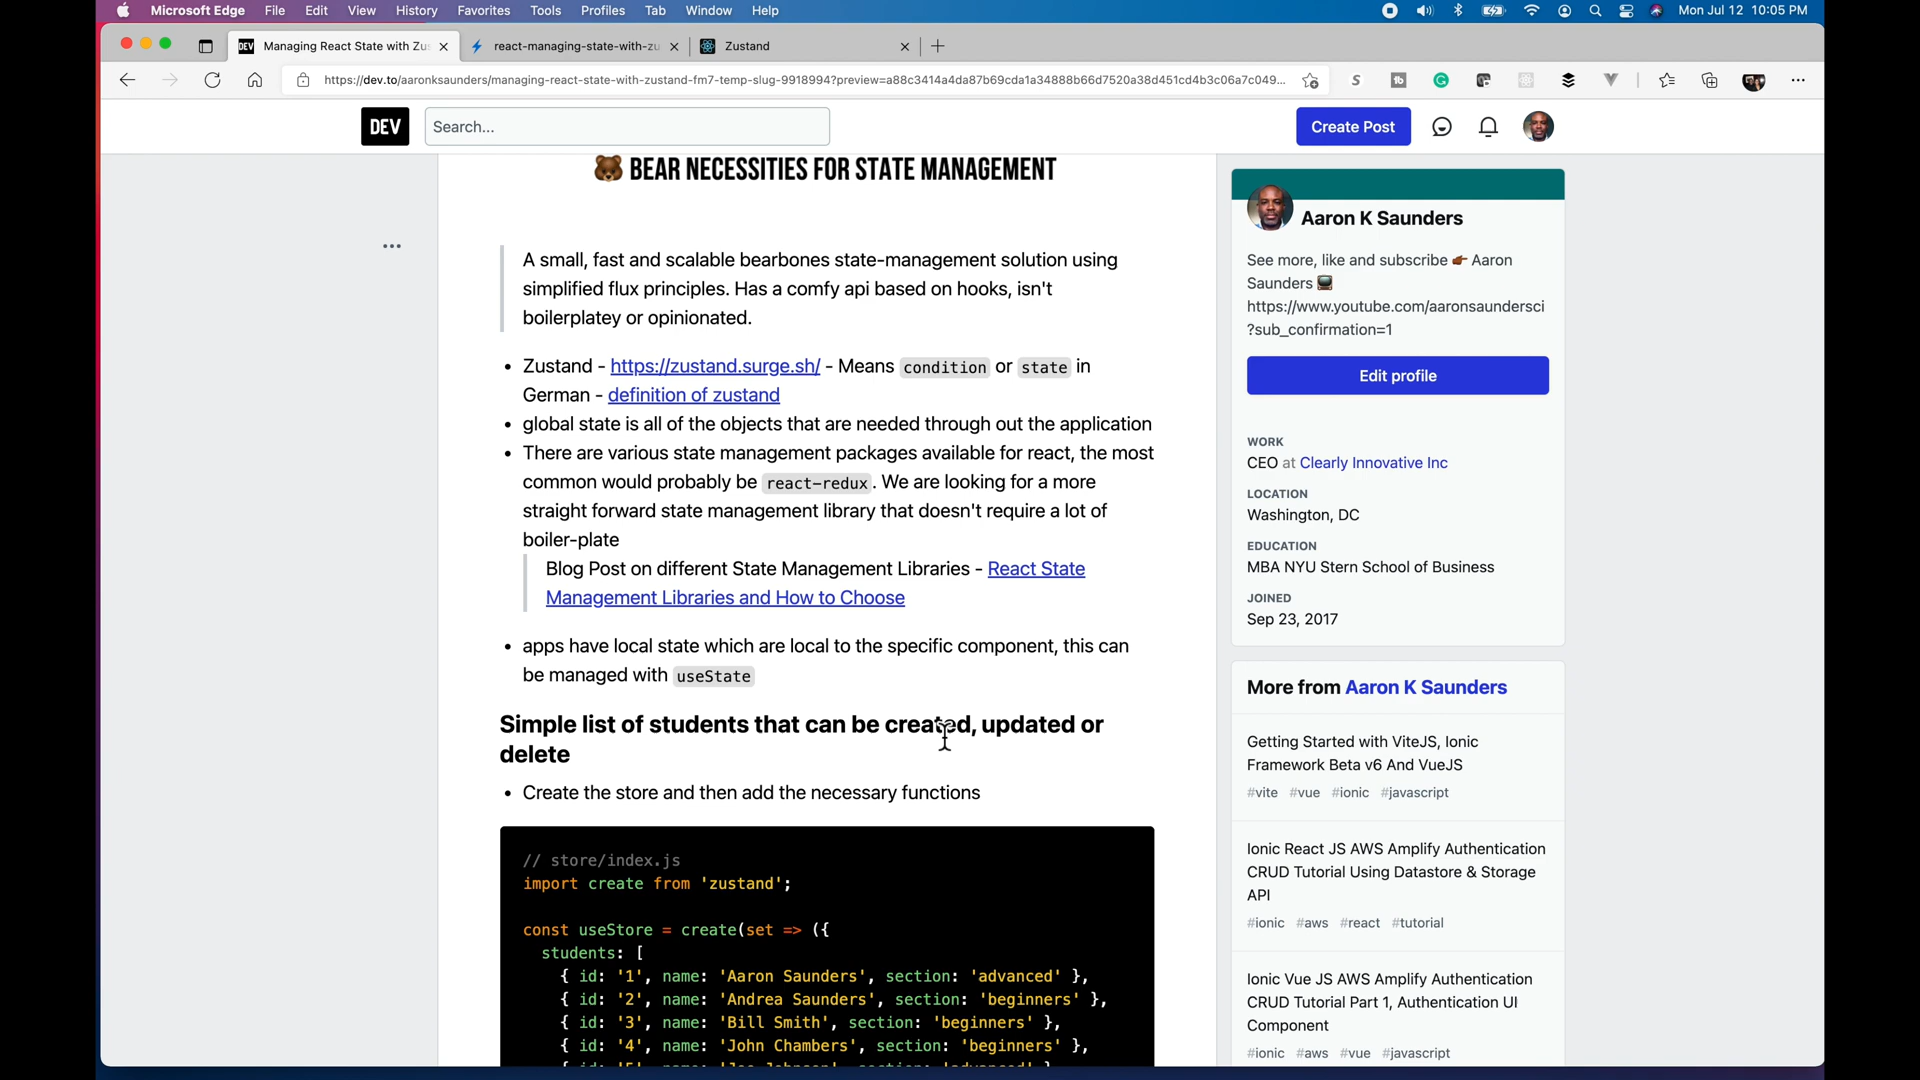 Microsoft Edge File Edit View History Favorites Tools Profiles Tab Window Help Mon Jul 12 10:05 PM
DEV Managing React State with Zus react-managing-state-with-zu Zustand
https://dev.to/aaronksaunders/managing-react-state-with-zustand-fm7-temp-slug-9918994?preview=a88c3414a4da87b69cda1a34888b66d7520a38d451cd4b3c06a7c049...
DEV Search... Create Post
BEAR NECESSITIES FOR STATE MANAGEMENT
A small, fast and scalable bearbones state-management solution using
simplified flux principles. Has a comfy api based on hooks, isn't
boilerplatey or opinionated.
• Zustand - https://zustand.surge.sh/ - Means condition or state in
German - definition of zustand
• global state is all of the objects that are needed through out the application
• There are various state management packages available for react, the most
common would probably be react-redux. We are looking for a more
straight forward state management library that doesn't require a lot of
boiler-plate
Blog Post on different State Management Libraries - React State
Management Libraries and How to Choose
• apps have local state which are local to the specific component, this can
be managed with useState
Simple list of students that can be created, updated or
delete
• Create the store and then add the necessary functions
// store/index.js
import create from 'zustand';
const useStore = create(set => ({
students: [
{ id: '1', name: 'Aaron Saunders', section: 'advanced' },
{ id: '2', name: 'Andrea Saunders', section: 'beginners' },
{ id: '3', name: 'Bill Smith', section: 'beginners' },
{ id: '4', name: 'John Chambers', section: 'beginners' },
Aaron K Saunders
See more, like and subscribe Aaron
Saunders
https://www.youtube.com/aaronsaundersci
?sub_confirmation=1
Edit profile
WORK
CEO at Clearly Innovative Inc
LOCATION
Washington, DC
EDUCATION
MBA NYU Stern School of Business
JOINED
Sep 23, 2017
More from Aaron K Saunders
Getting Started with ViteJS, Ionic
Framework Beta v6 And VueJS
#vite #vue #ionic #javascript
Ionic React JS AWS Amplify Authentication
CRUD Tutorial Using Datastore & Storage
API
#ionic #aws #react #tutorial
Ionic Vue JS AWS Amplify Authentication
CRUD Tutorial Part 1, Authentication UI
Component
#ionic #aws #vue #javascript